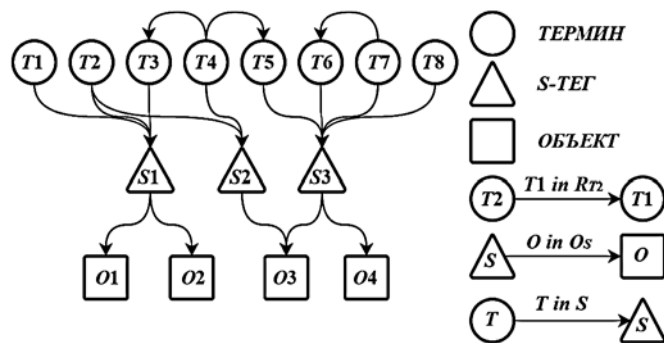 T1 T2 T3 T4 T5 T6 T7 T8
S1 S2 S3
O1 O2 O3 O4
ТЕРМИН
S-ТЕГ
ОБЪЕКТ
T2 T1 in RT2 T1
S O in Os O
T T in S S